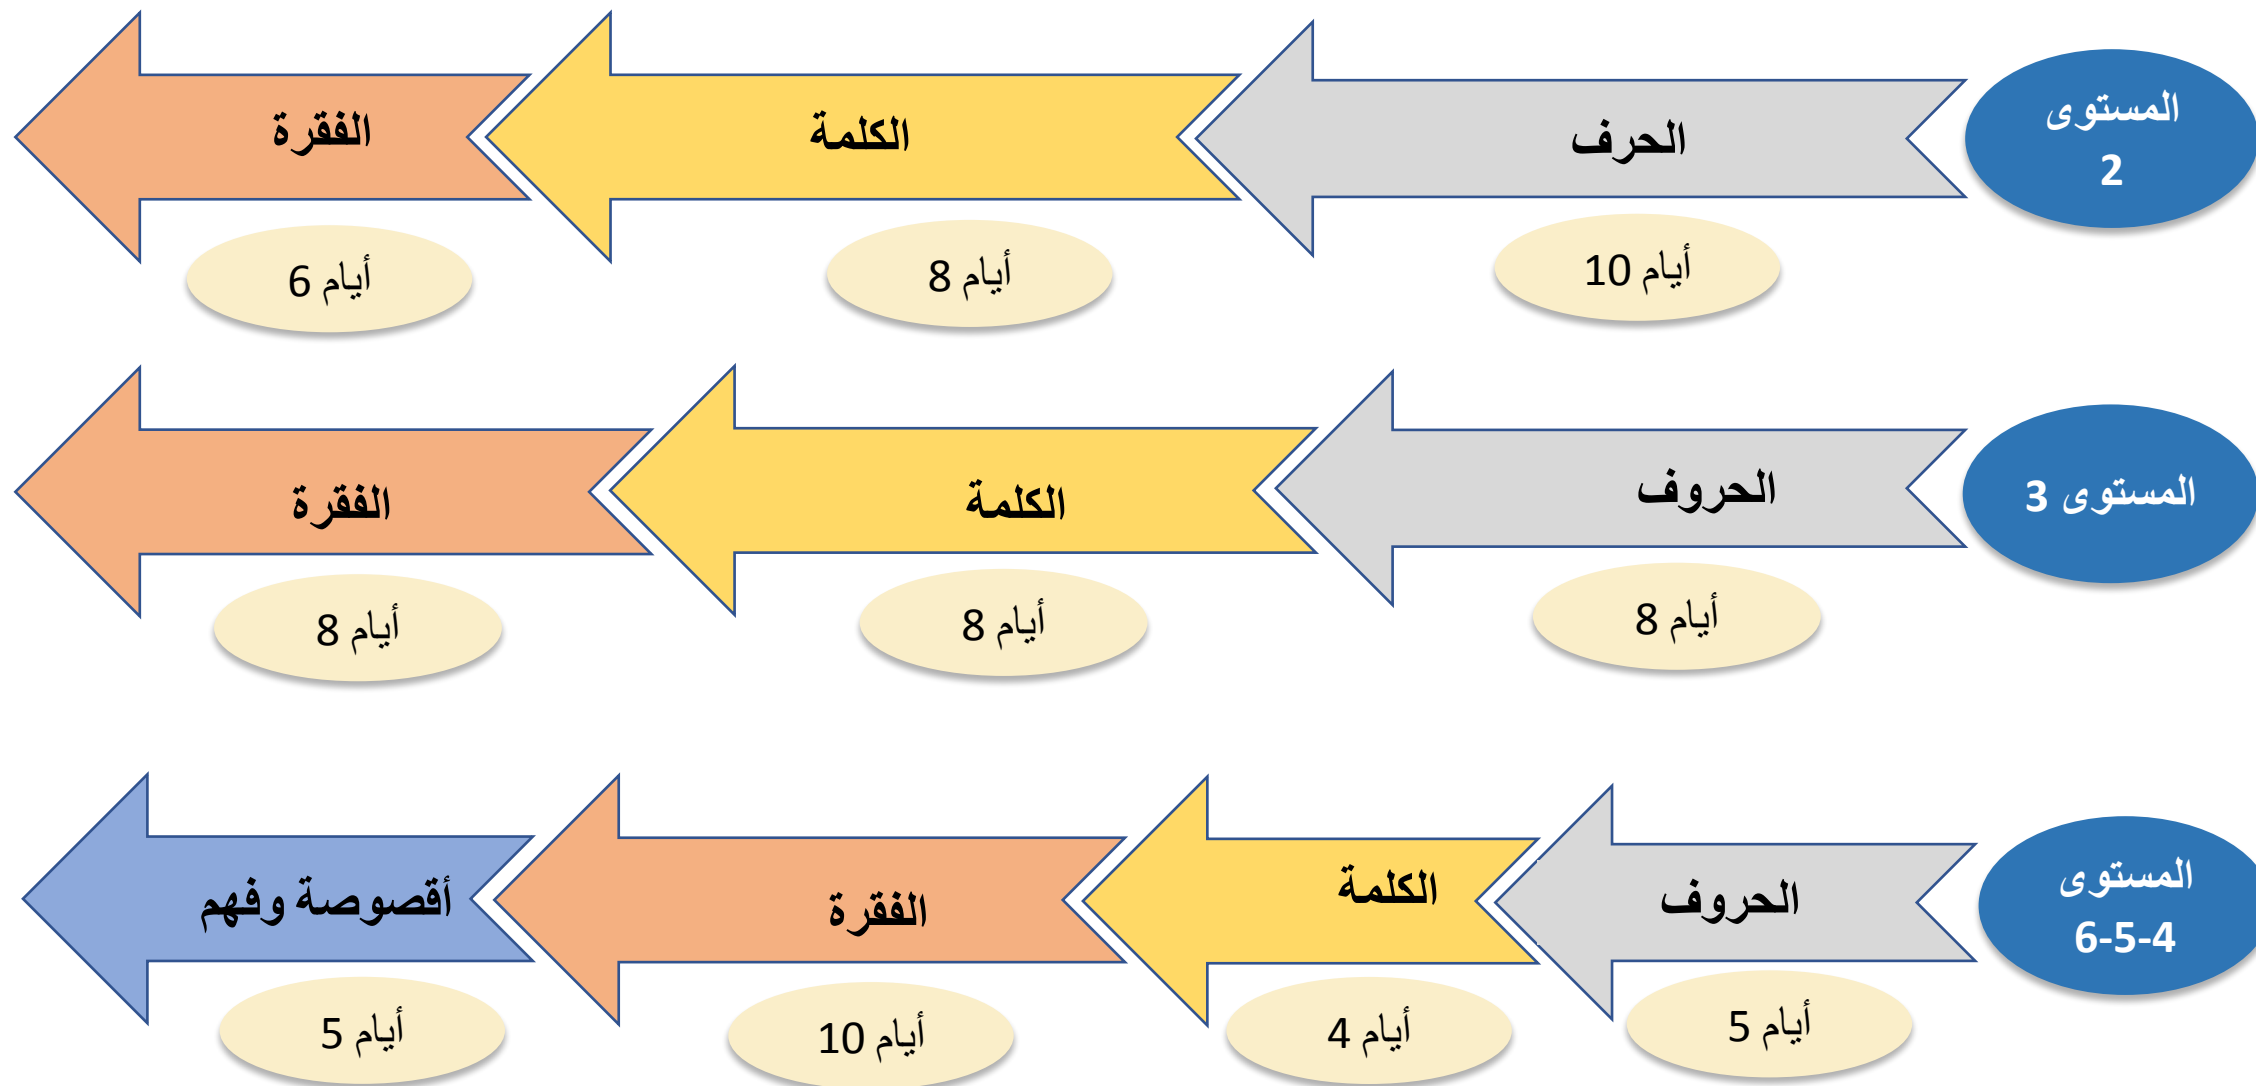 المستوى
2
الحرف
الكلمة
الفقرة
10 أيام
8 أيام
6 أيام
المستوى 3
الحروف
الكلمة
الفقرة
8 أيام
8 أيام
8 أيام
المستوى
6-5-4
الحروف
الكلمة
الفقرة
أقصوصة وفهم
5 أيام
4 أيام
10 أيام
5 أيام